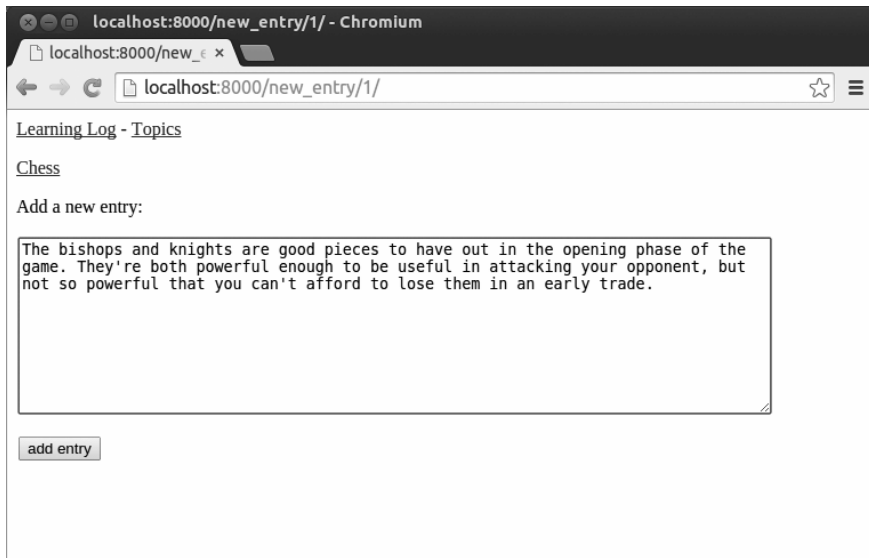 localhost:8000/new_entry/1/ - Chromium
localhost:8000/new_e
localhost:8000/new_entry/1/
Learning Log - Topics
Chess
Add a new entry:
The bishops and knights are good pieces to have out in the opening phase of the
game. They're both powerful enough to be useful in attacking your opponent, but
not so powerful that you can't afford to lose them in an early trade.
add entry